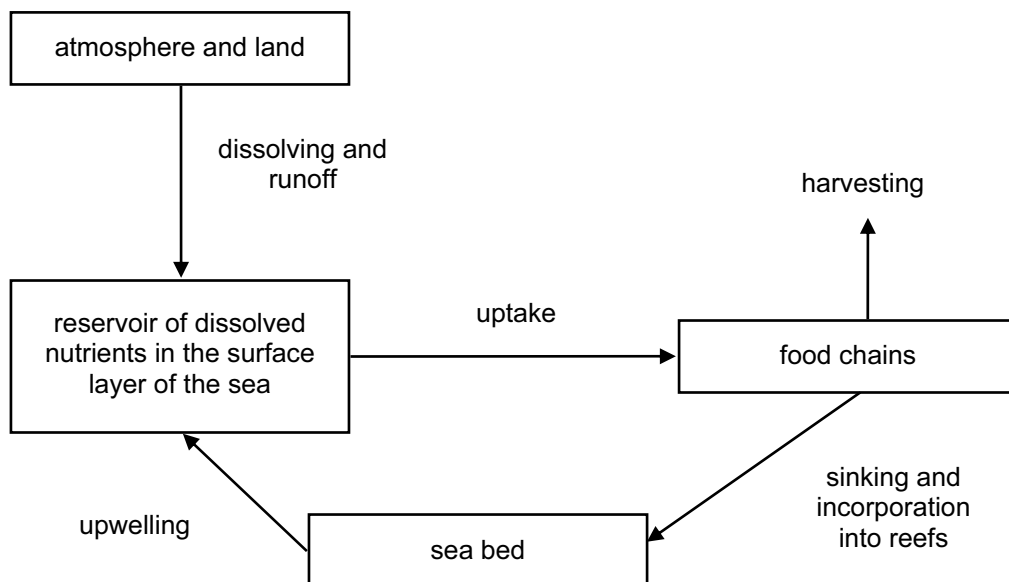 atmosphere and land
dissolving and
runoff
harvesting
reservoir of dissolved
nutrients in the surface
layer of the sea
uptake
food chains
upwelling
sea bed
sinking and
incorporation
into reefs